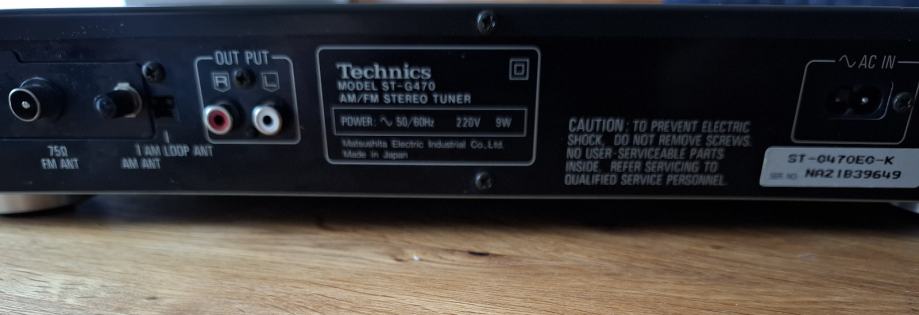 OUT PUT
R L
75Ω
FM ANT
AM LOOP ANT
AM ANT
Technics
MODEL ST-G470
AM/FM STEREO TUNER
POWER: ∿ 50/60Hz 220V 9W
Matsushita Electric Industrial Co., Ltd.
Made in Japan
CAUTION: TO PREVENT ELECTRIC
SHOCK, DO NOT REMOVE SCREWS.
NO USER-SERVICEABLE PARTS
INSIDE. REFER SERVICING TO
QUALIFIED SERVICE PERSONNEL.
∿ AC IN
ST-G470EG-K
SER. NO. NAZIB39649